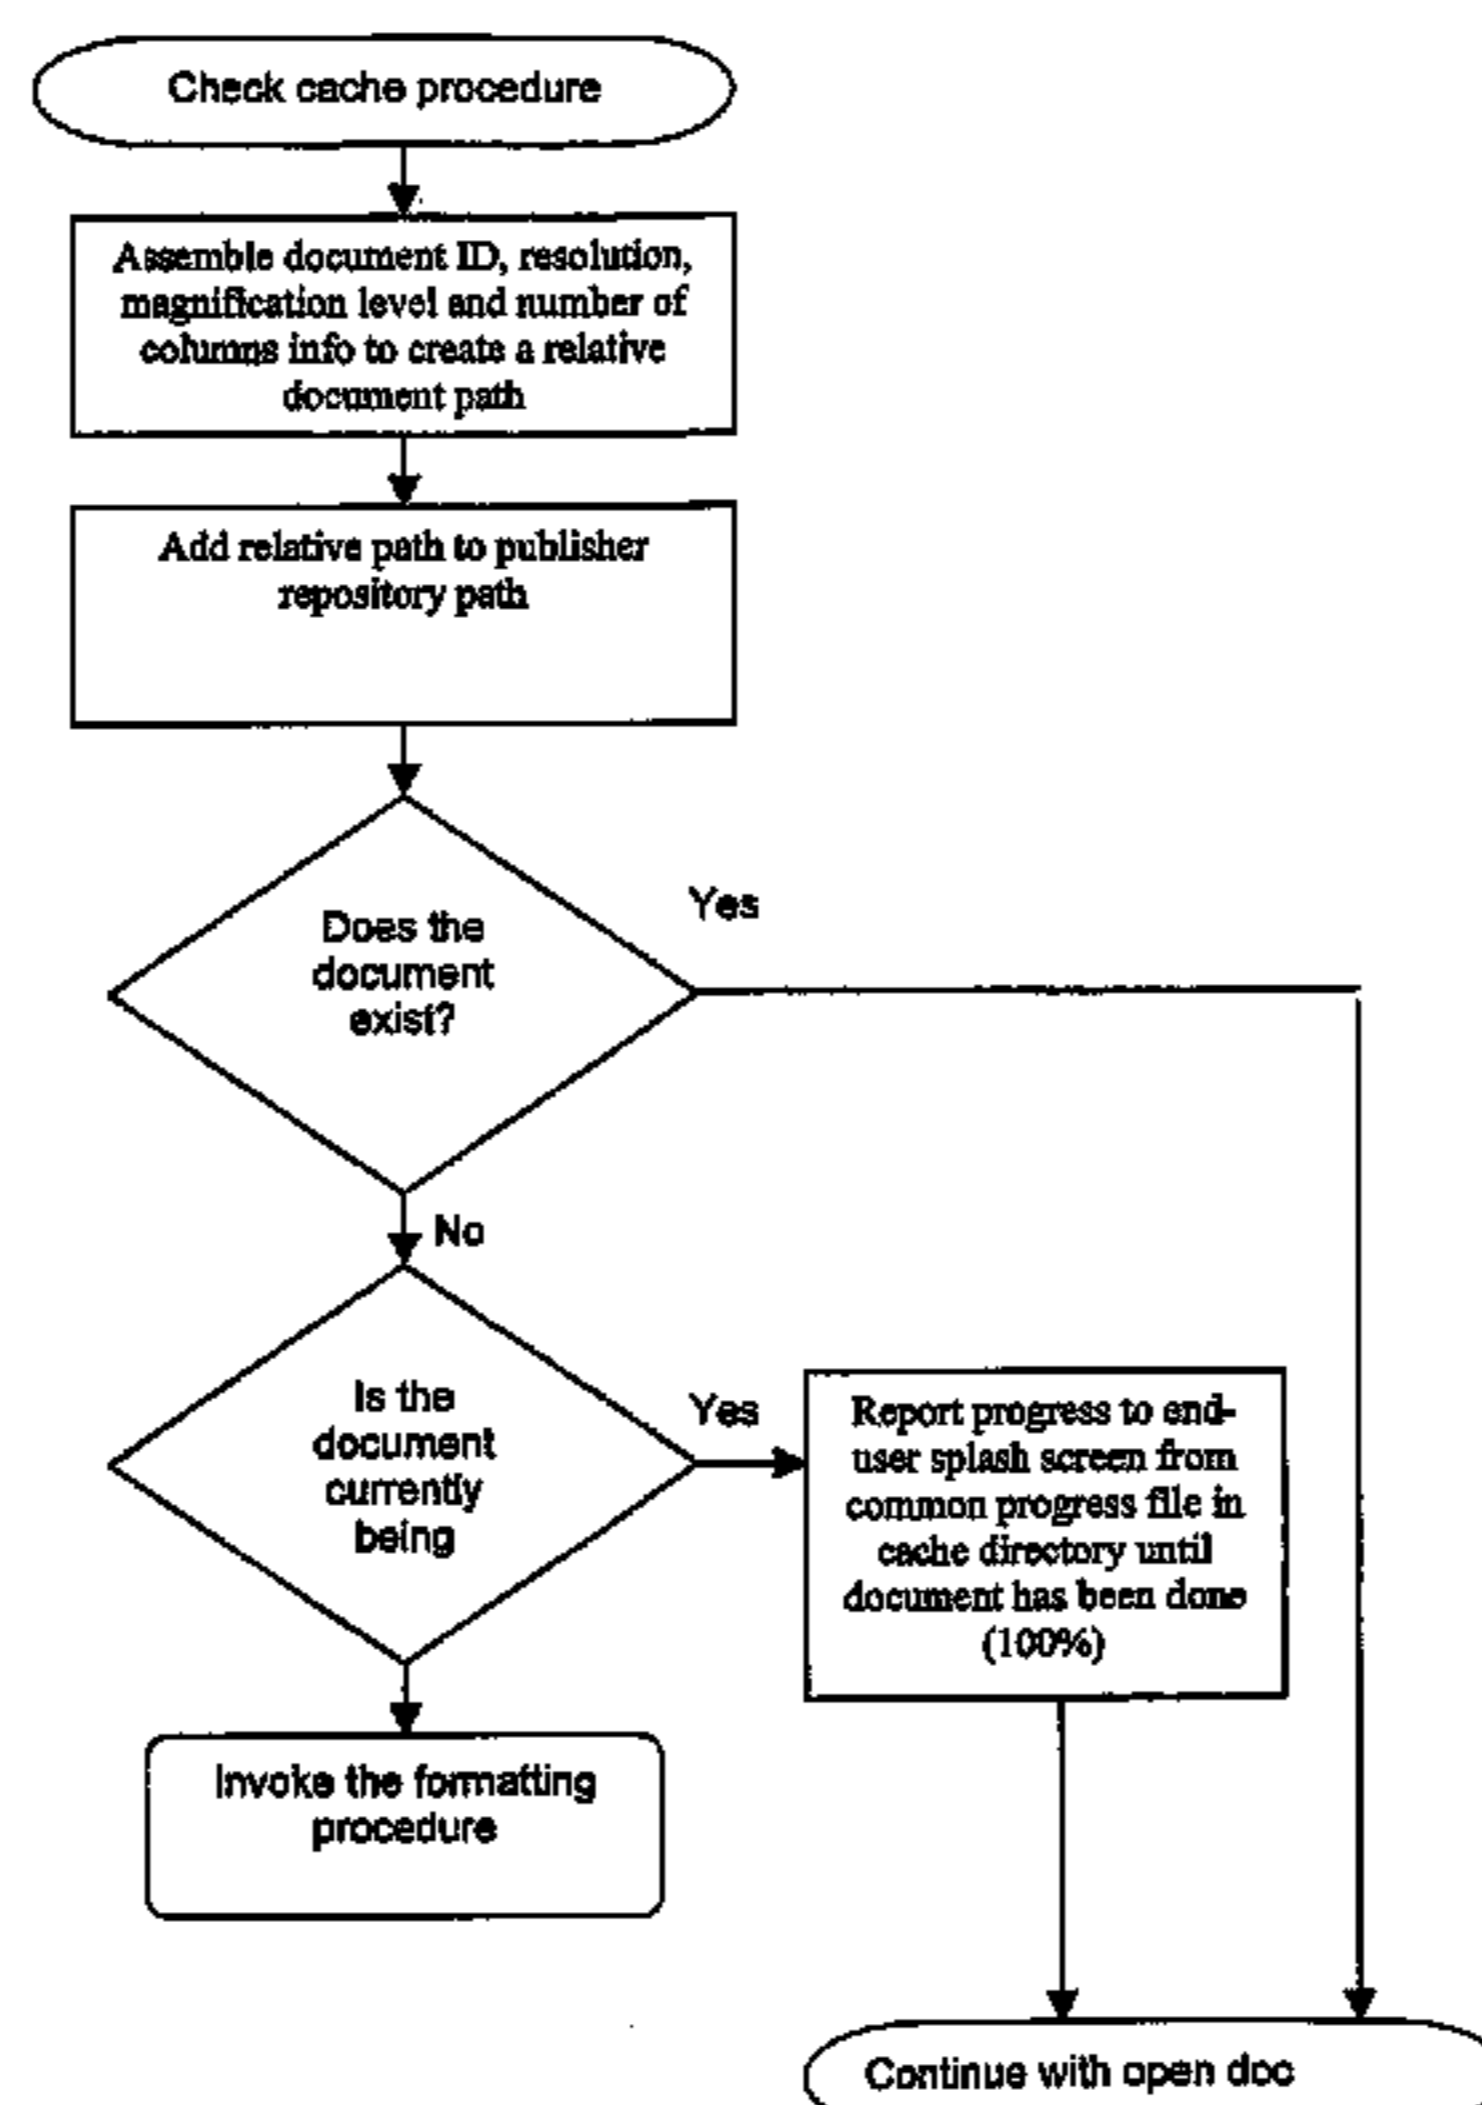 Check cache procedure
Assemble document ID, resolution,
magnification level and number of
columns info to create a relative
document path
Add relative path to publisher
repository path
Does the
document
exist?
Yes
No
Is the
document
currently
being
Yes
Report progress to end-
user splash screen from
common progress file in
cache directory until
document has been done
(100%)
Invoke the formatting
procedure
Continue with open doc